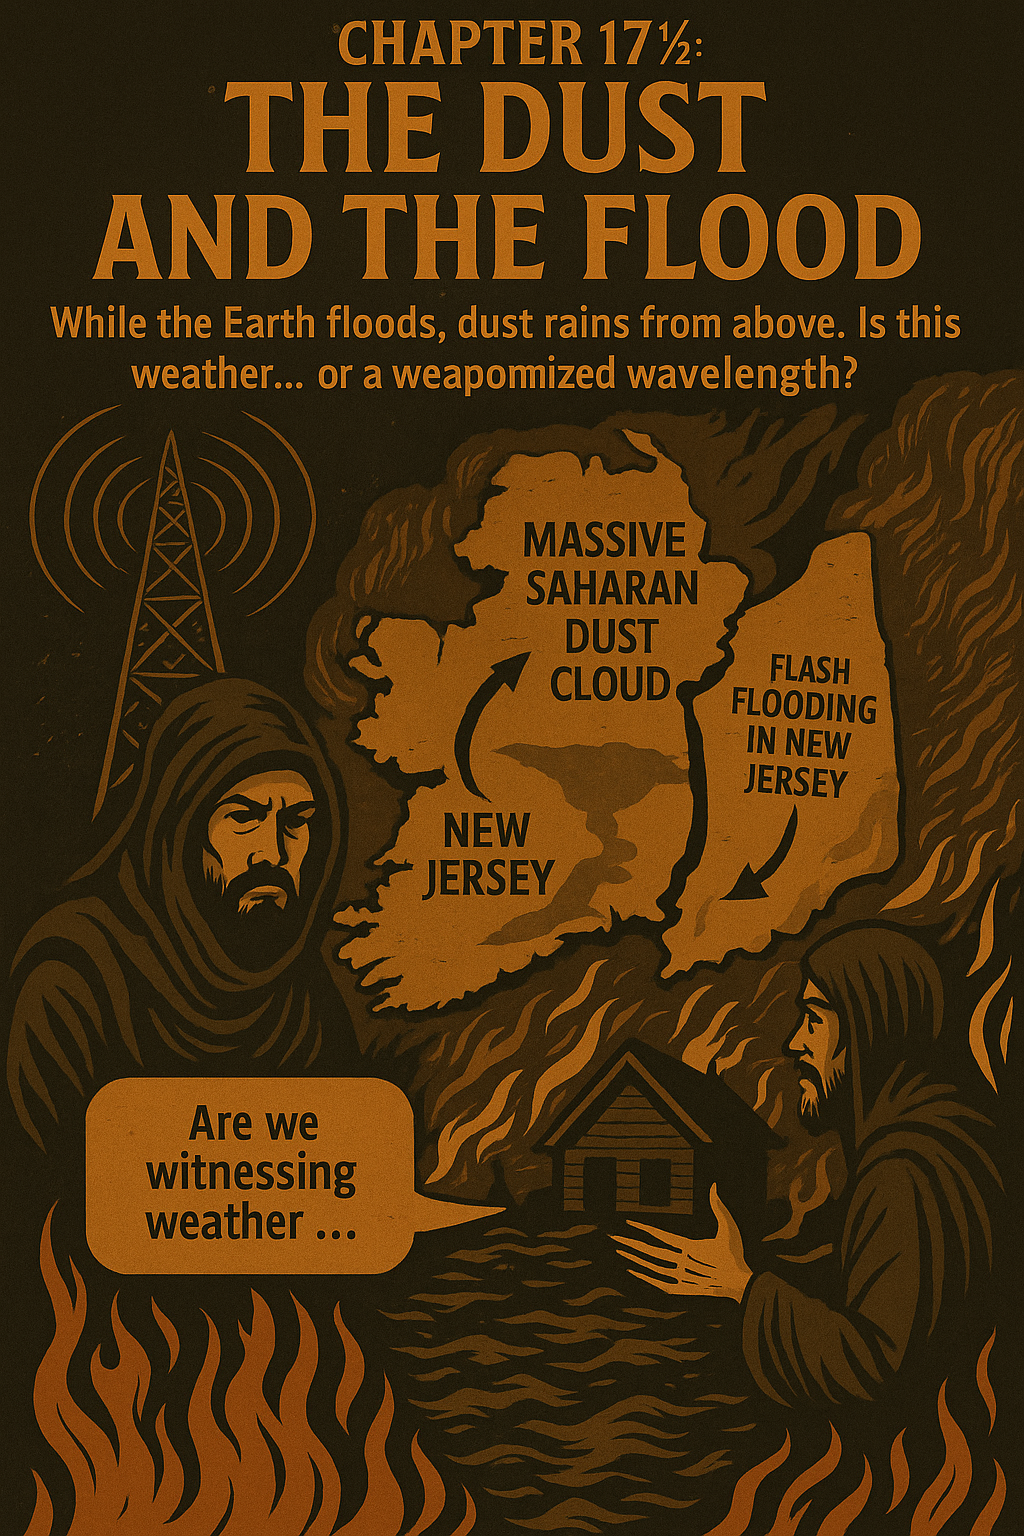 CHAPTER 17½:
THE DUST
AND THE FLOOD
While the Earth floods, dust rains from above. Is this
weather... or a weapomized wavelength?
MASSIVE
SAHARAN
DUST
CLOUD
FLASH
FLOODING
IN NEW
JERSEY
NEW
JERSEY
Are we
witnessing
weather ...